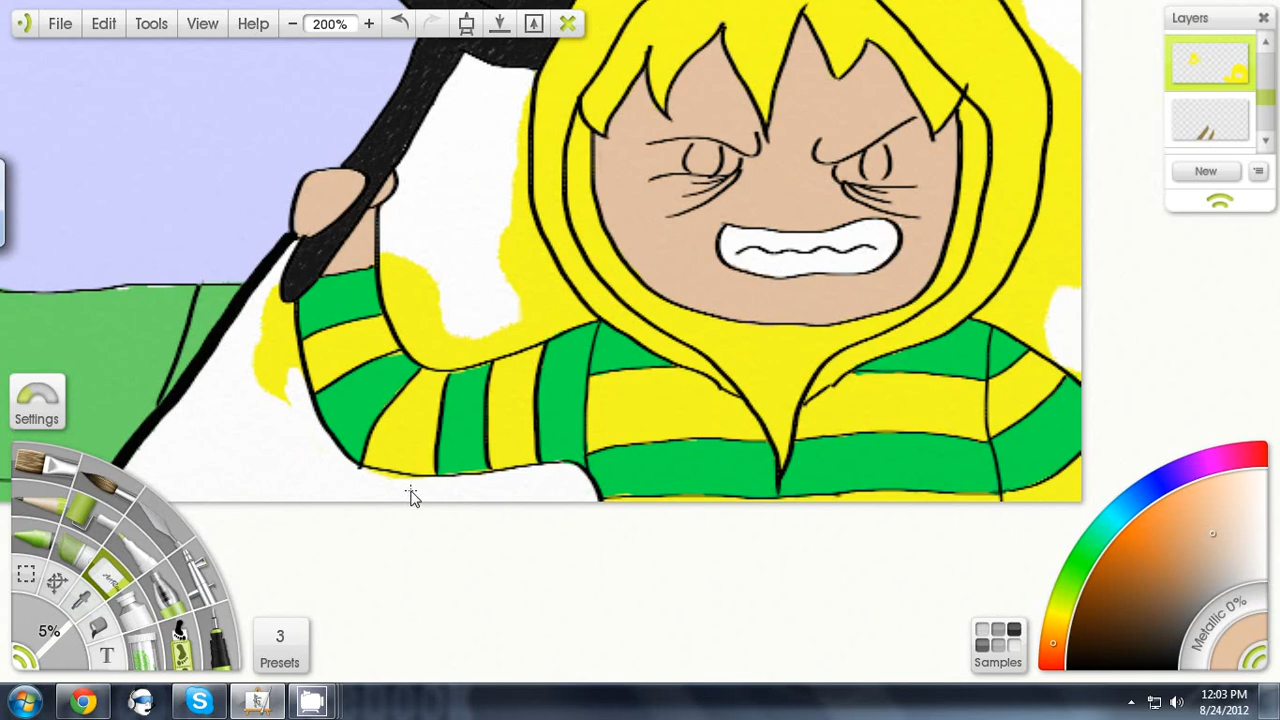 File Edit Tools View Help 200%
Layers
New
Settings
5%
T
3
Presets
Metallic 0%
Samples
12:03 PM
8/24/2012